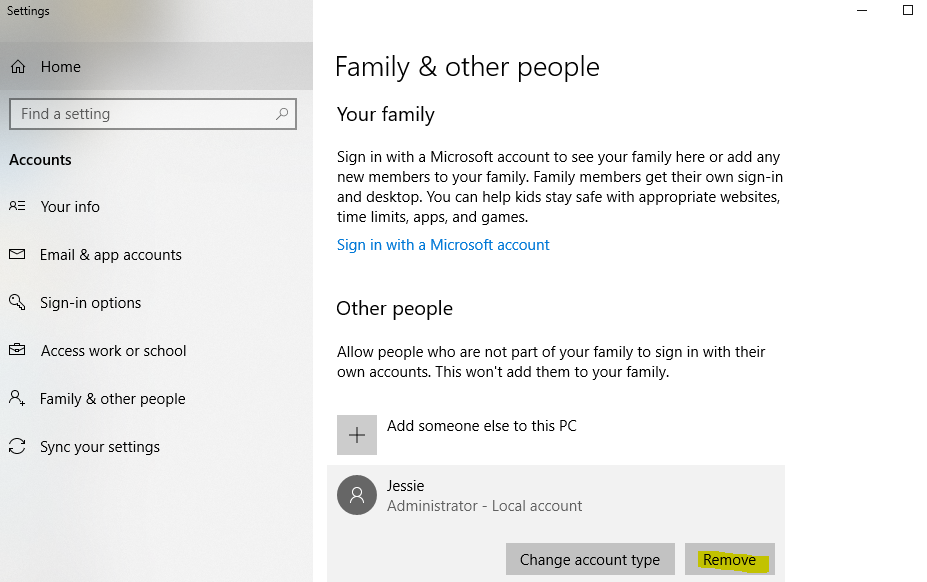 Settings
Home
Find a setting
Accounts
Your info
Email & app accounts
Sign-in options
Access work or school
Family & other people
Sync your settings
Family & other people
Your family
Sign in with a Microsoft account to see your family here or add any
new members to your family. Family members get their own sign-in
and desktop. You can help kids stay safe with appropriate websites,
time limits, apps, and games.
Sign in with a Microsoft account
Other people
Allow people who are not part of your family to sign in with their
own accounts. This won't add them to your family.
Add someone else to this PC
Jessie
Administrator - Local account
Change account type
Remove